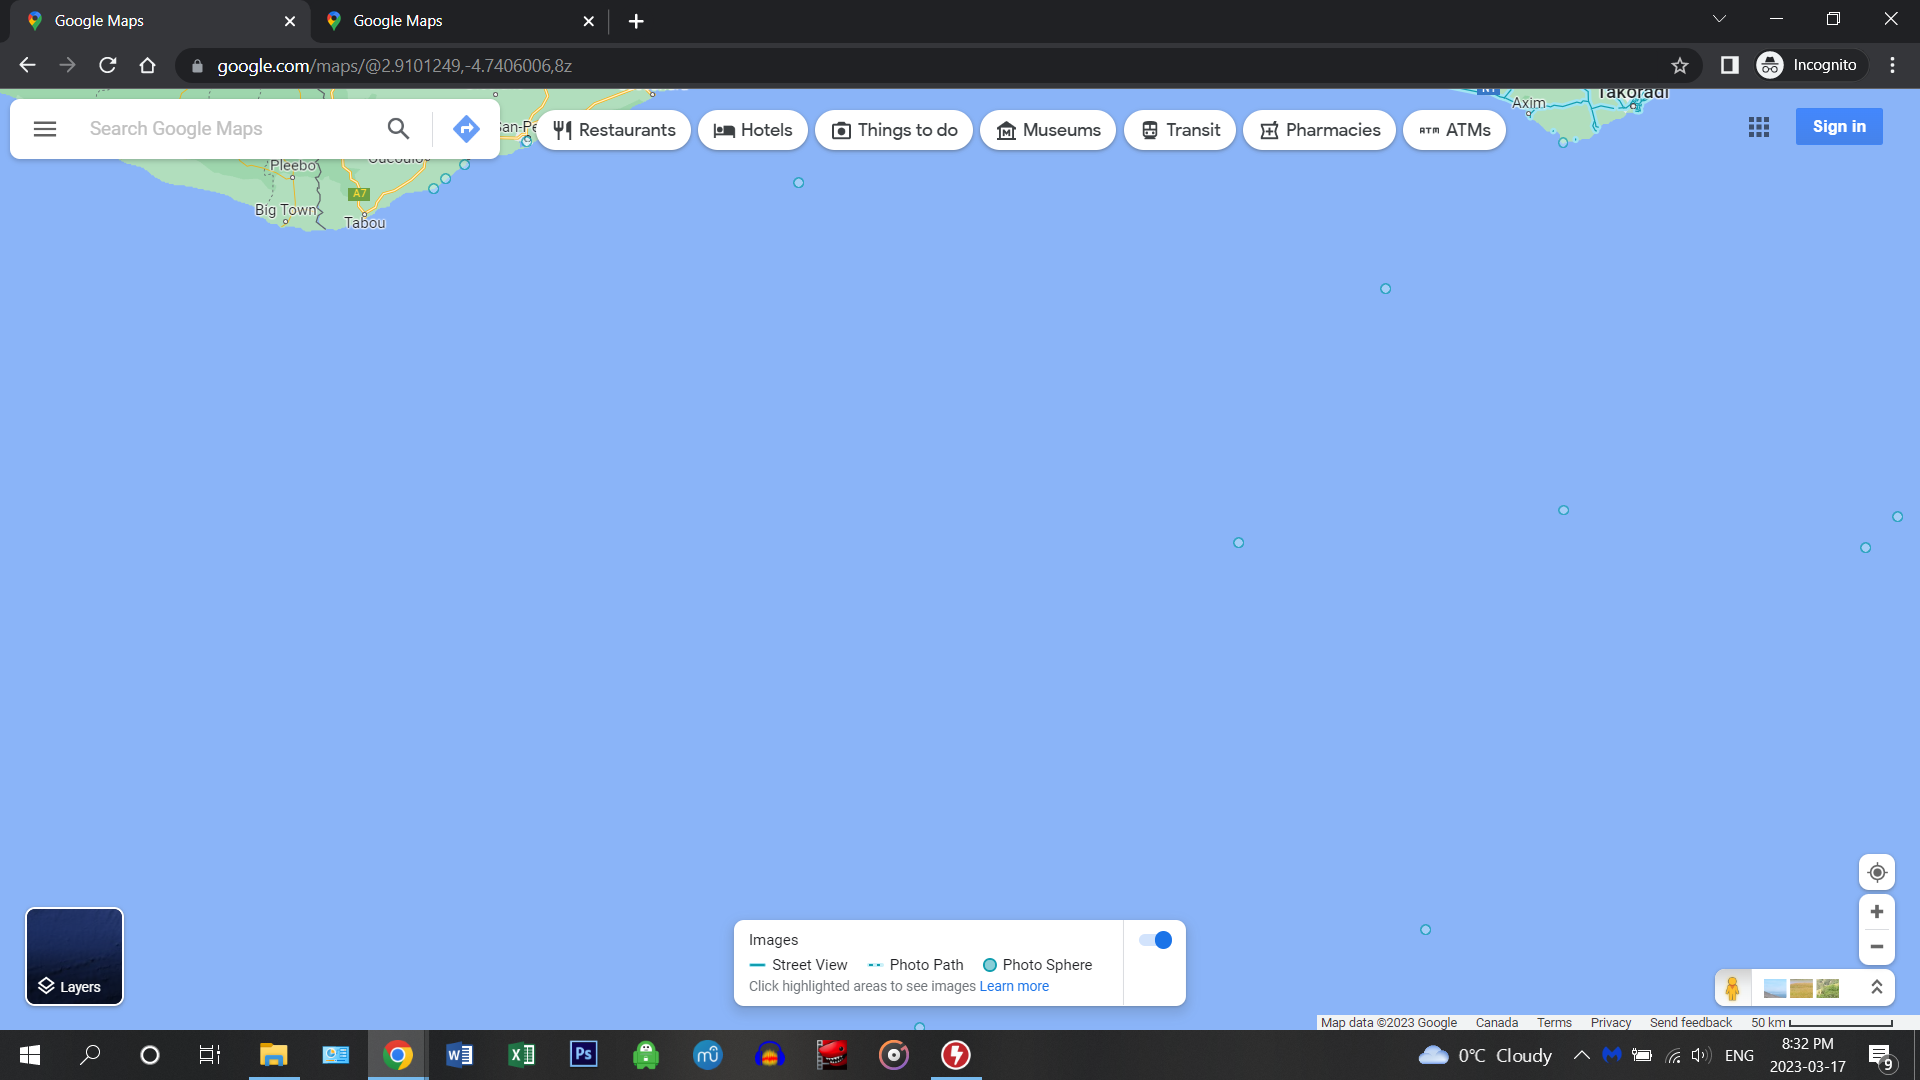 Google Maps
Google Maps
google.com/maps/@2.9101249,-4.7406006,8z
Incognito
Search Google Maps
Restaurants
Hotels
Things to do
Museums
Transit
Pharmacies
ATM ATMs
Sign in
Axim
Takoradi
Pleebo
A7
Big Town
Tabou
Layers
Images
Street View Photo Path Photo Sphere
Click highlighted areas to see images Learn more
Map data ©2023 Google Canada Terms Privacy Send feedback 50 km
W X Ps mû
0°C Cloudy
ENG
8:32 PM
2023-03-17
9